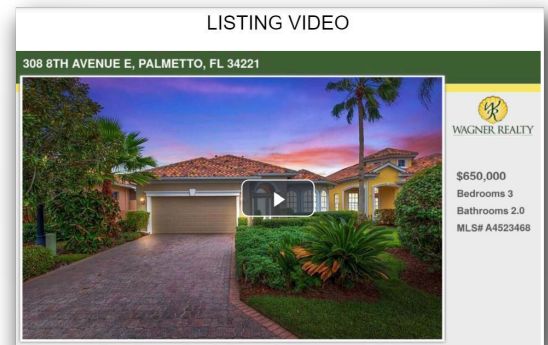 LISTING VIDEO
308 8TH AVENUE E, PALMETTO, FL 34221
WAGNER REALTY
$650,000
Bedrooms 3
Bathrooms 2.0
MLS# A4523468